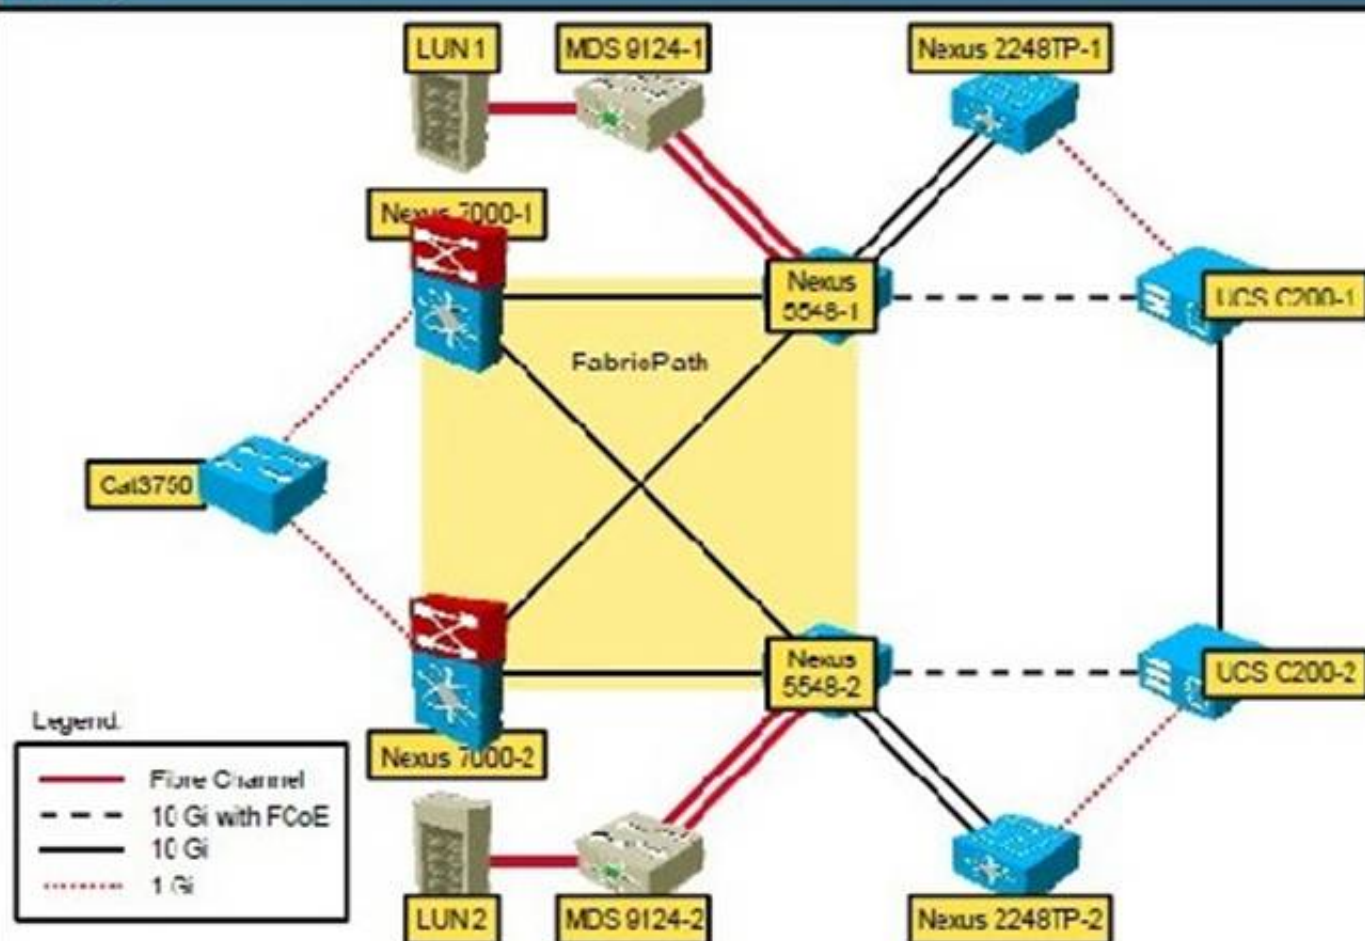 LUN 1
MDS 9124-1
Nexus 2248TP-1
Nexus 7000-1
Nexus
5548-1
UCS C200-1
FabricPath
Cat3750
Nexus
5548-2
UCS C200-2
Nexus 7000-2
Legend:
Fibre Channel
10 Gi with FCoE
10 Gi
1 Gi
LUN 2
MDS 9124-2
Nexus 2248TP-2